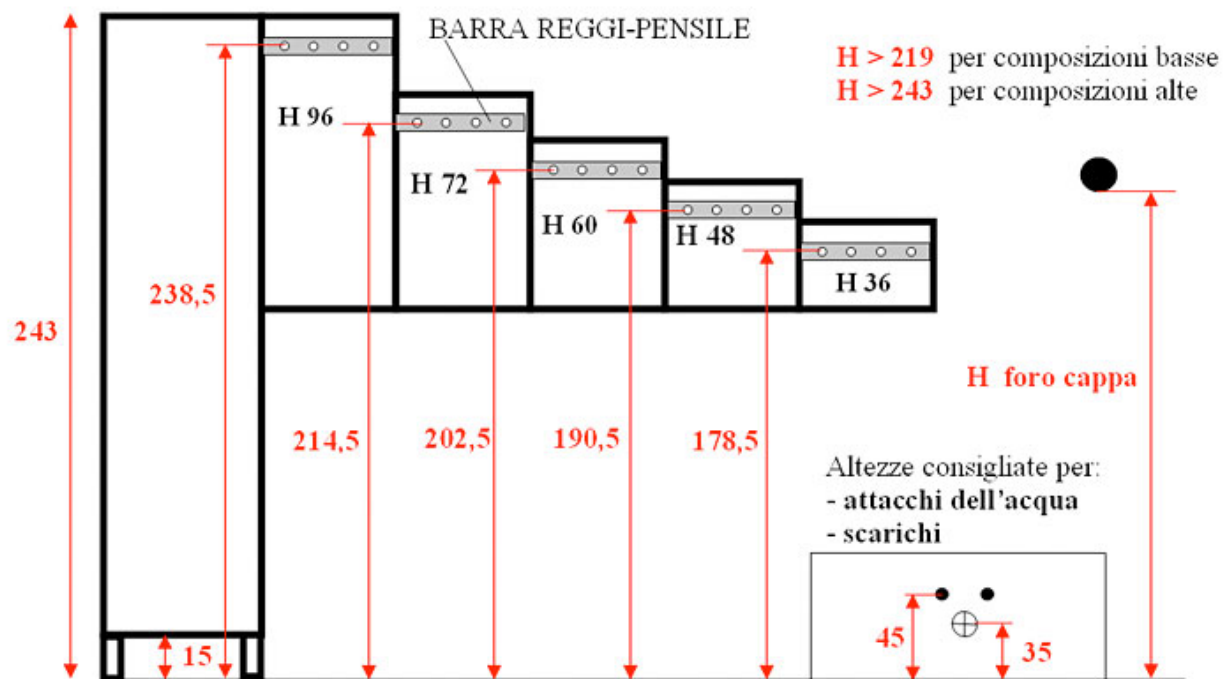 BARRA REGGI-PENSILE
H > 219 per composizioni basse
H > 243 per composizioni alte
H 96
H 72
H 60
H 48
H 36
238,5
243
H foro cappa
214,5
202,5
190,5
178,5
Altezze consigliate per:
- attacchi dell’acqua
- scarichi
45
35
15